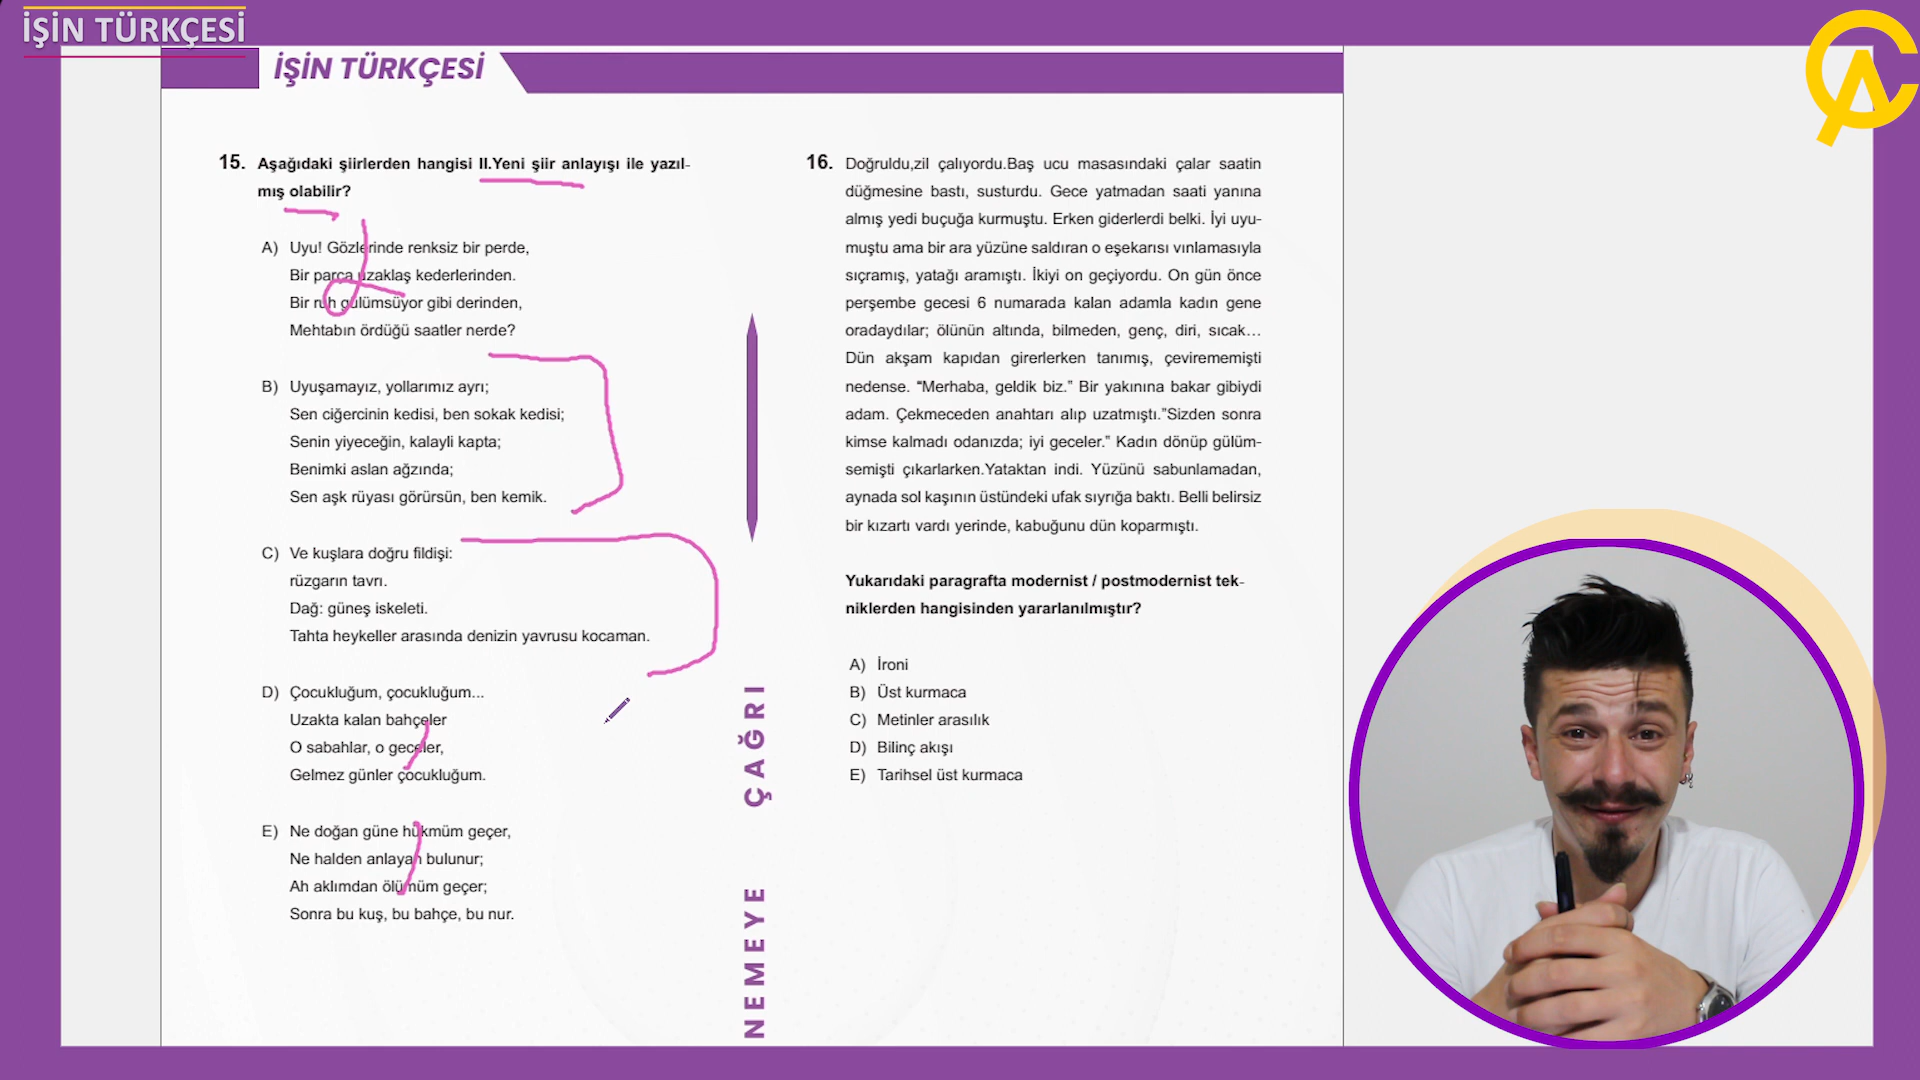 İŞİN TÜRKÇESİ
İŞİN TÜRKÇESİ
15. Aşağıdaki şiirlerden hangisi II.Yeni şiir anlayışı ile yazıl-
mış olabilir?
A) Uyu! Gözlerinde renksiz bir perde,
Bir parça uzaklaş kederlerinden.
Bir ruh gülümsüyor gibi derinden,
Mehtabın ördüğü saatler nerde?
B) Uyuşamayız, yollarımız ayrı;
Sen ciğercinin kedisi, ben sokak kedisi;
Senin yiyeceğin, kalayli kapta;
Benimki aslan ağzında;
Sen aşk rüyası görürsün, ben kemik.
C) Ve kuşlara doğru fildişi:
rüzgarın tavrı.
Dağ: güneş iskeleti.
Tahta heykeller arasında denizin yavrusu kocaman.
D) Çocukluğum, çocukluğum...
Uzakta kalan bahçeler
O sabahlar, o geceler,
Gelmez günler çocukluğum.
E) Ne doğan güne hükmüm geçer,
Ne halden anlayan bulunur;
Ah aklımdan ölümüm geçer;
Sonra bu kuş, bu bahçe, bu nur.
NEMEYE ÇAĞRI
16. Doğruldu,zil çalıyordu.Baş ucu masasındaki çalar saatin
düğmesine bastı, susturdu. Gece yatmadan saati yanına
almış yedi buçuğa kurmuştu. Erken giderlerdi belki. İyi uyu-
muştu ama bir ara yüzüne saldıran o eşekarısı vınlamasıyla
sıçramış, yatağı aramıştı. İkiyi on geçiyordu. On gün önce
perşembe gecesi 6 numarada kalan adamla kadın gene
oradaydılar; ölünün altında, bilmeden, genç, diri, sıcak...
Dün akşam kapıdan girerlerken tanımış, çevirememişti
nedense. “Merhaba, geldik biz.” Bir yakınına bakar gibiydi
adam. Çekmeceden anahtarı alıp uzatmıştı.”Sizden sonra
kimse kalmadı odanızda; iyi geceler.” Kadın dönüp gülüm-
semişti çıkarlarken.Yataktan indi. Yüzünü sabunlamadan,
aynada sol kaşının üstündeki ufak sıyrığa baktı. Belli belirsiz
bir kızartı vardı yerinde, kabuğunu dün koparmıştı.
Yukarıdaki paragrafta modernist / postmodernist tek-
niklerden hangisinden yararlanılmıştır?
A) İroni
B) Üst kurmaca
C) Metinler arasılık
D) Bilinç akışı
E) Tarihsel üst kurmaca